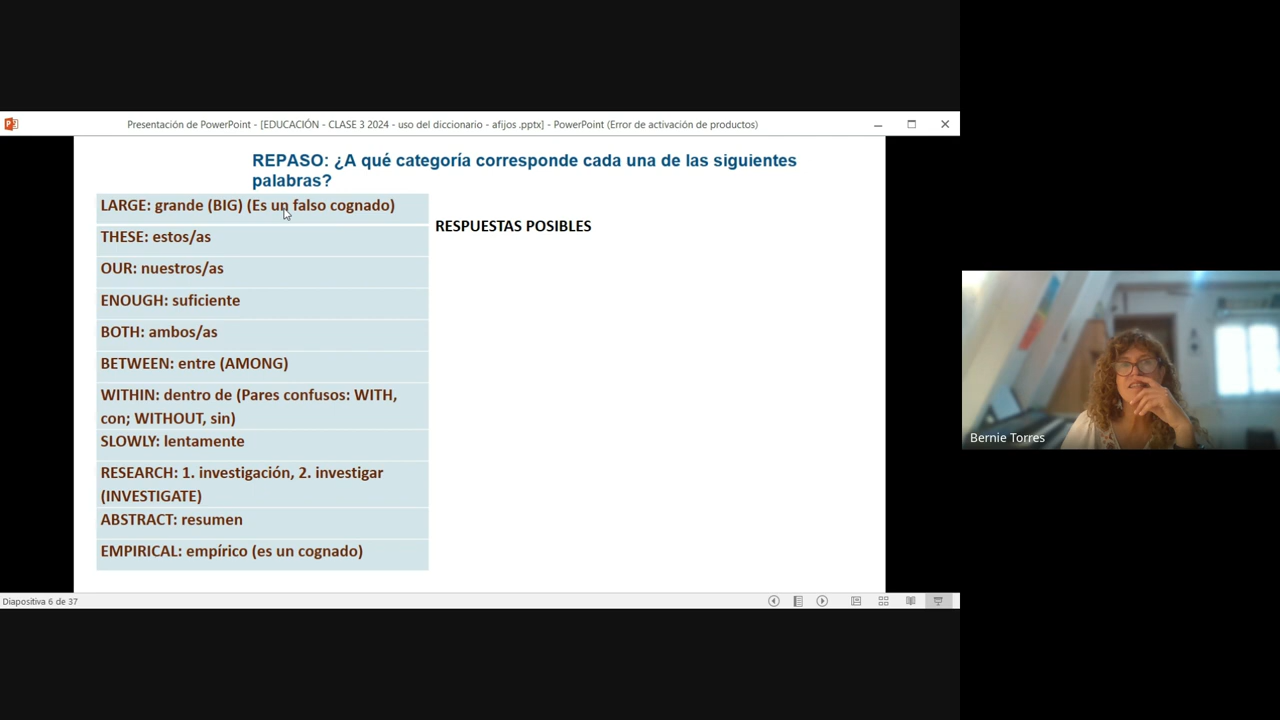 Presentación de PowerPoint - [EDUCACIÓN - CLASE 3 2024 - uso del diccionario - afijos .pptx] - PowerPoint (Error de activación de productos)
REPASO: ¿A qué categoría corresponde cada una de las siguientes
palabras?
LARGE: grande (BIG) (Es un falso cognado)
RESPUESTAS POSIBLES
THESE: estos/as
OUR: nuestros/as
ENOUGH: suficiente
BOTH: ambos/as
BETWEEN: entre (AMONG)
WITHIN: dentro de (Pares confusos: WITH,
con; WITHOUT, sin)
SLOWLY: lentamente
RESEARCH: 1. investigación, 2. investigar
(INVESTIGATE)
ABSTRACT: resumen
EMPIRICAL: empírico (es un cognado)
Diapositiva 6 de 37
Bernie Torres